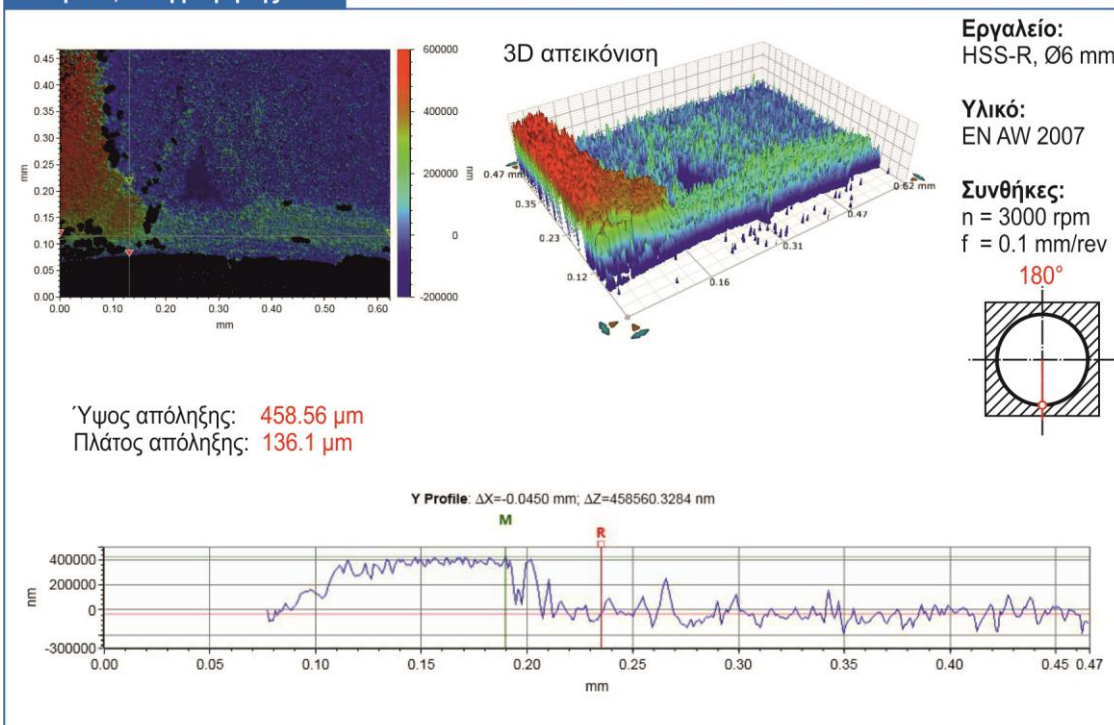 3D απεικόνιση
Εργαλείο:
HSS-R, Ø6 mm
Υλικό:
EN AW 2007
Συνθήκες:
n = 3000 rpm
f = 0.1 mm/rev
180°
mm
0.45
0.40
0.35
0.30
0.25
0.20
0.15
0.10
0.05
0.00
0.00 0.10 0.20 0.30 0.40 0.50
mm
600000
400000
200000
0
-200000
nm
0.47 mm
0.35
0.23
0.12
0.16
0.31
0.47
0.62 mm
Ύψος απόληξης: 458.56 μm
Πλάτος απόληξης: 136.1 μm
Y Profile: ΔX=-0.0450 mm; ΔZ=458560.3284 nm
M
R
nm
400000
200000
0
-300000
0.00 0.05 0.10 0.15 0.20 0.25 0.30 0.35 0.40 0.45 0.47
mm